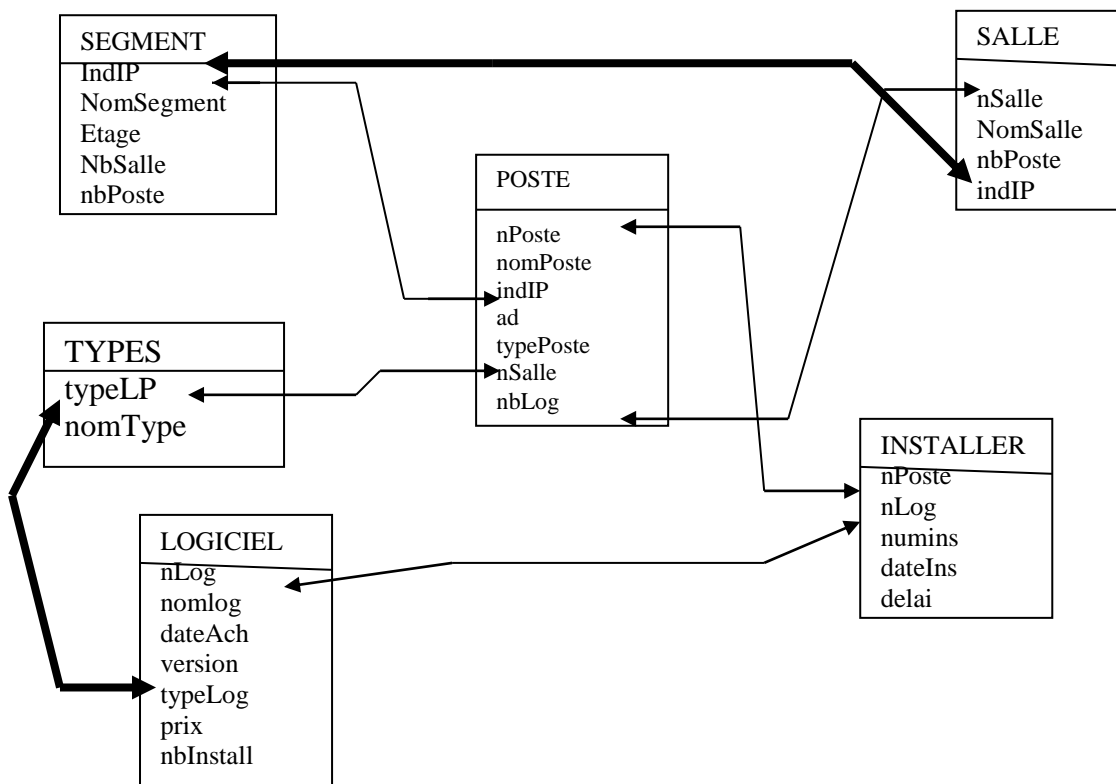 SEGMENT
IndIP
NomSegment
Etage
NbSalle
nbPoste
SALLE
nSalle
NomSalle
nbPoste
indIP
POSTE
nPoste
nomPoste
indIP
ad
typePoste
nSalle
nbLog
TYPES
typeLP
nomType
INSTALLER
nPoste
nLog
numins
dateIns
delai
LOGICIEL
nLog
nomlog
dateAch
version
typeLog
prix
nbInstall